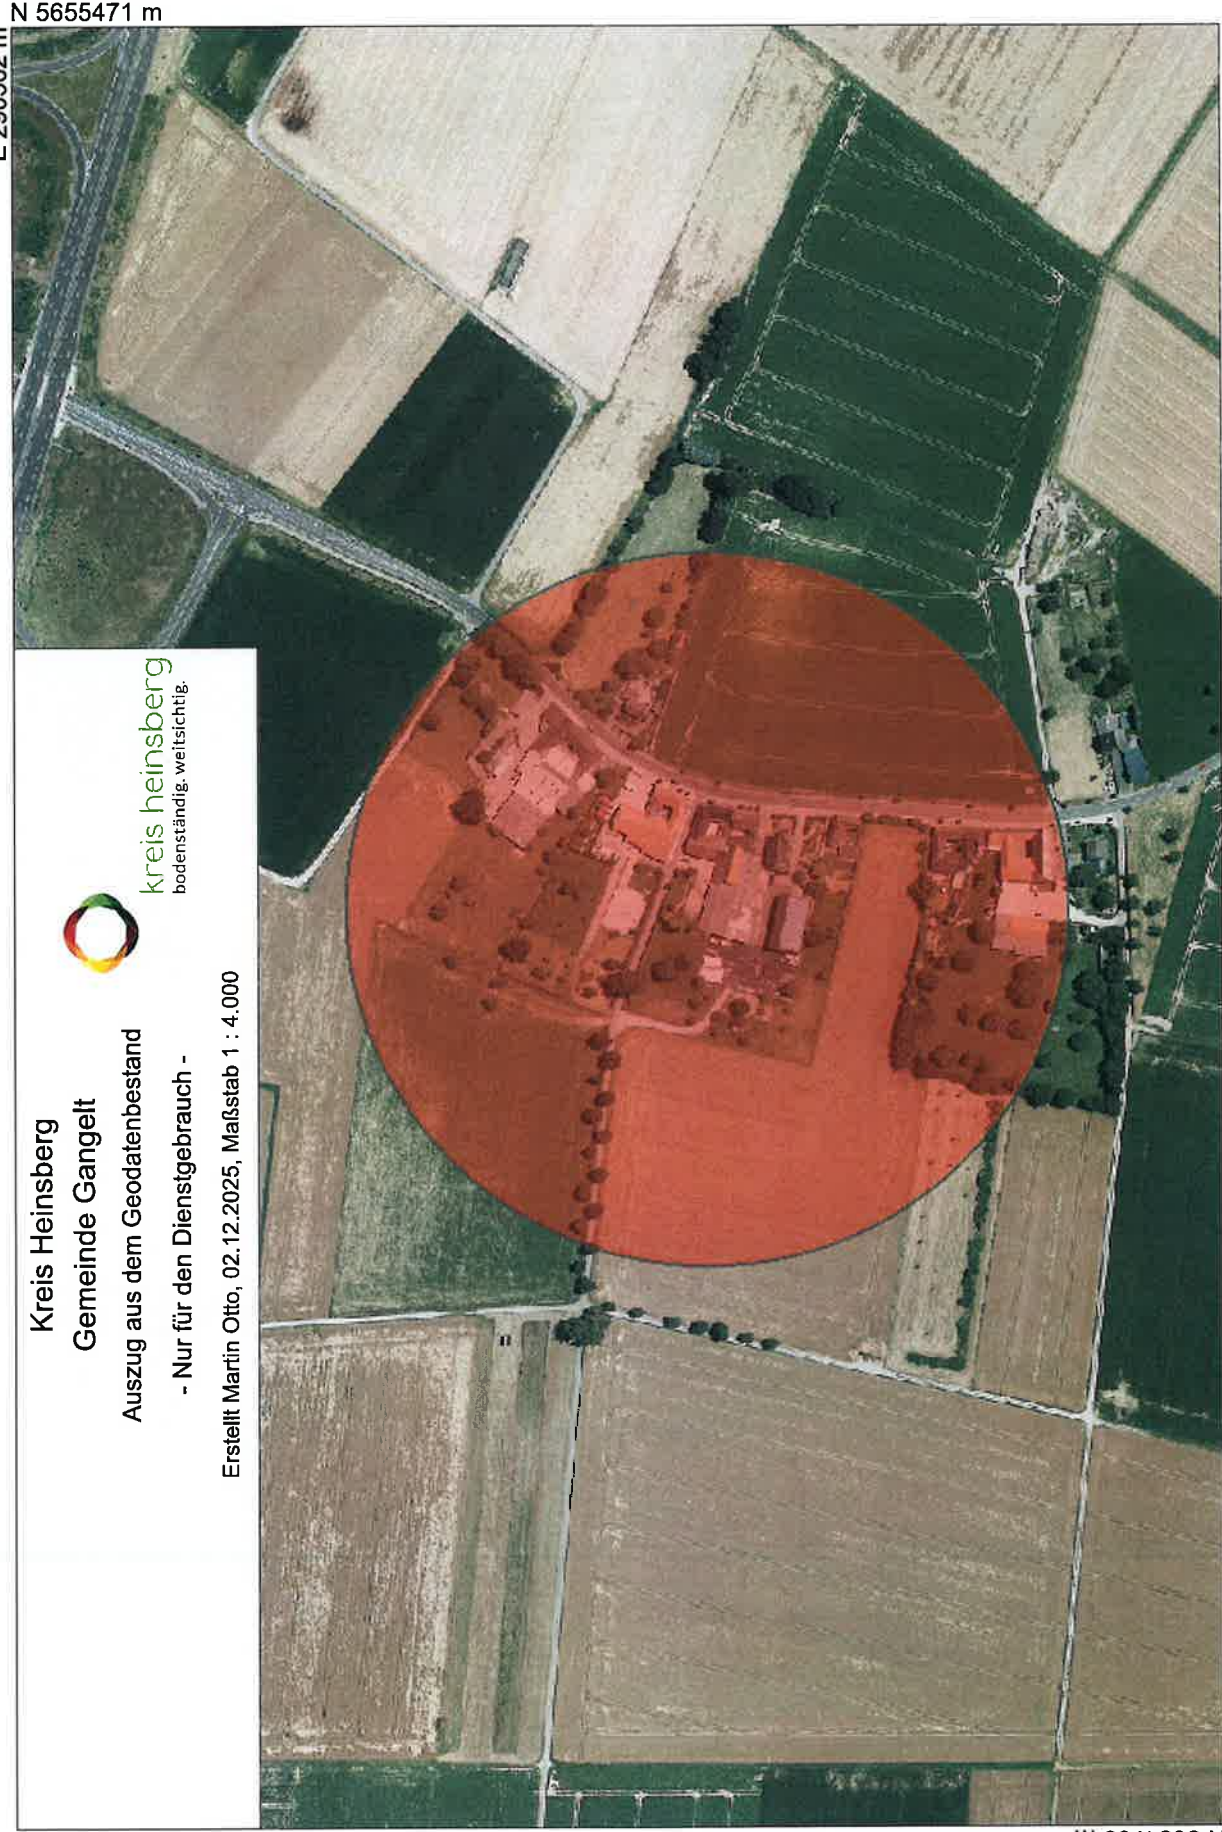 N 5655471 m
Kreis Heinsberg
Gemeinde Gangelt
Auszug aus dem Geodatenbestand
- Nur für den Dienstgebrauch -
Erstellt Martin Otto, 02.12.2025, Maßstab 1 : 4.000
kreis heinsberg
bodenständig. weitsichtig.